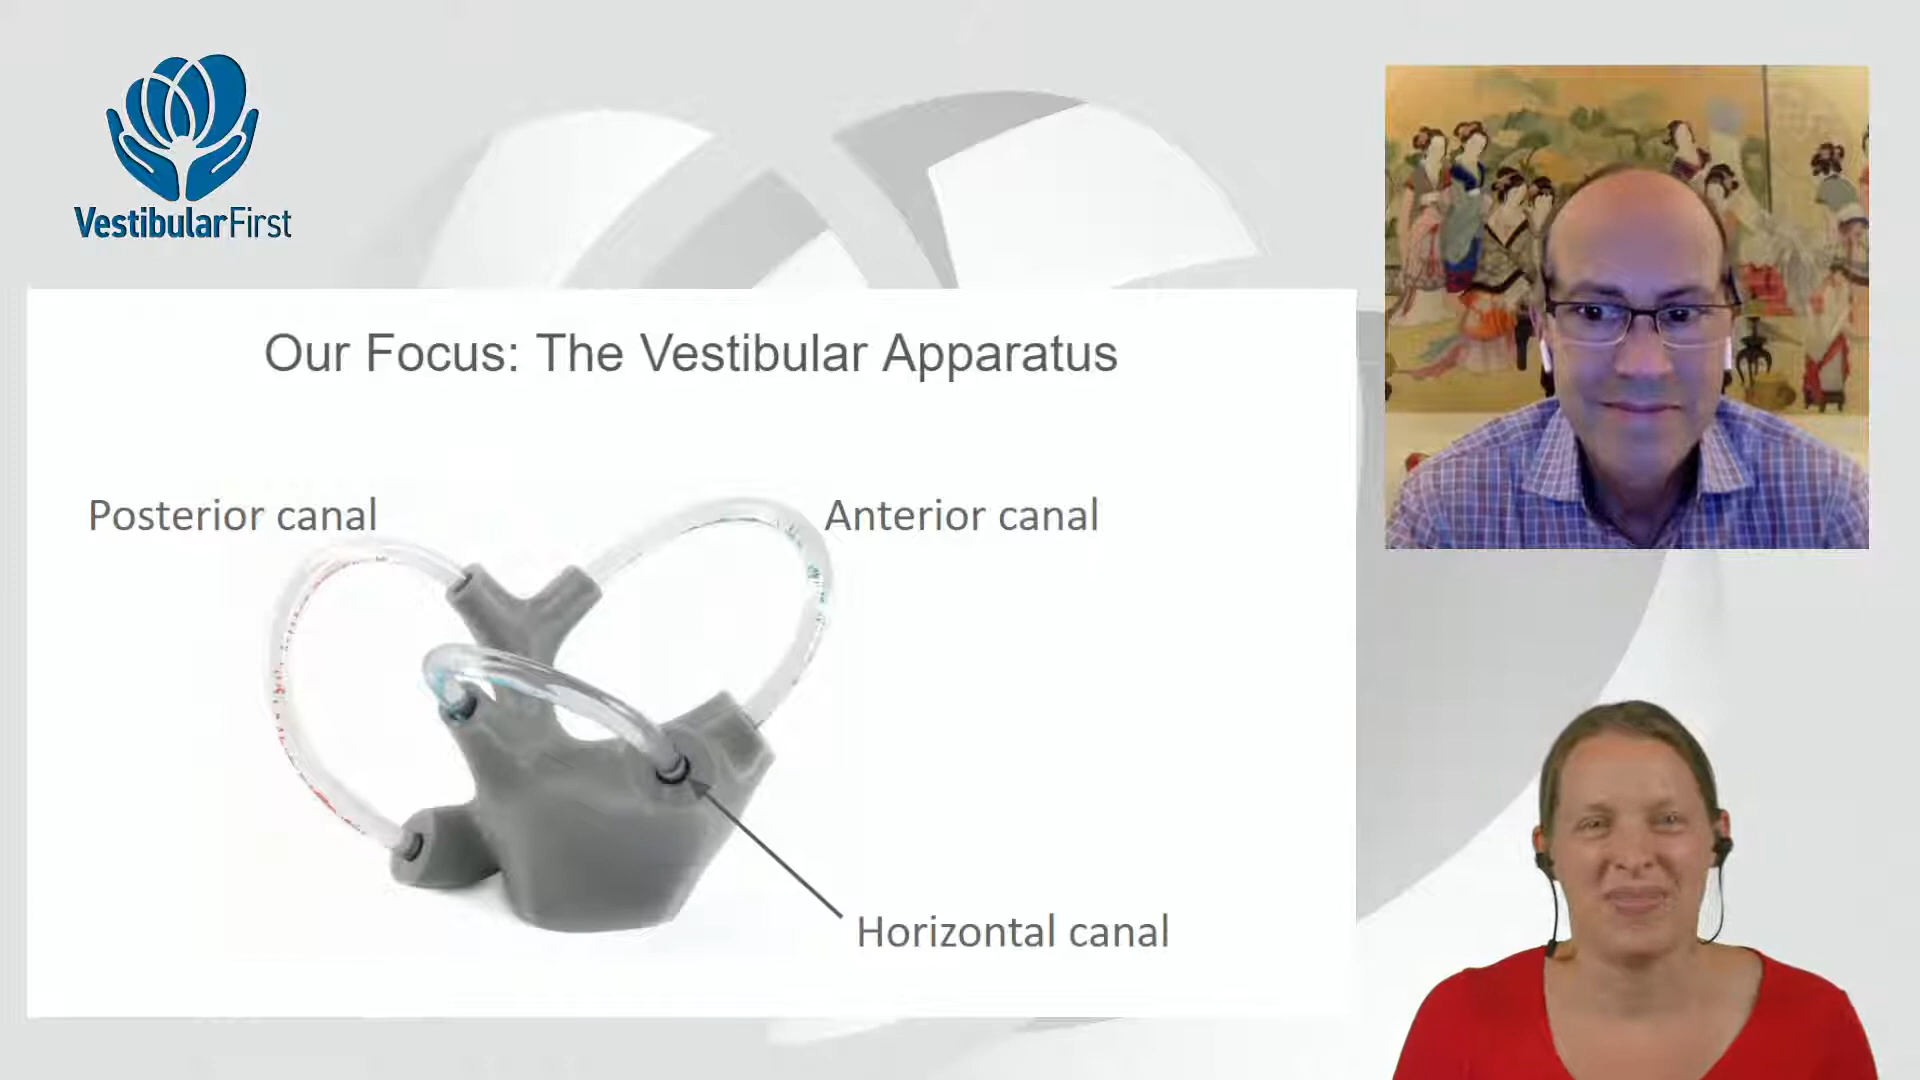 VestibularFirst
Our Focus: The Vestibular Apparatus
Posterior canal
Anterior canal
Horizontal canal